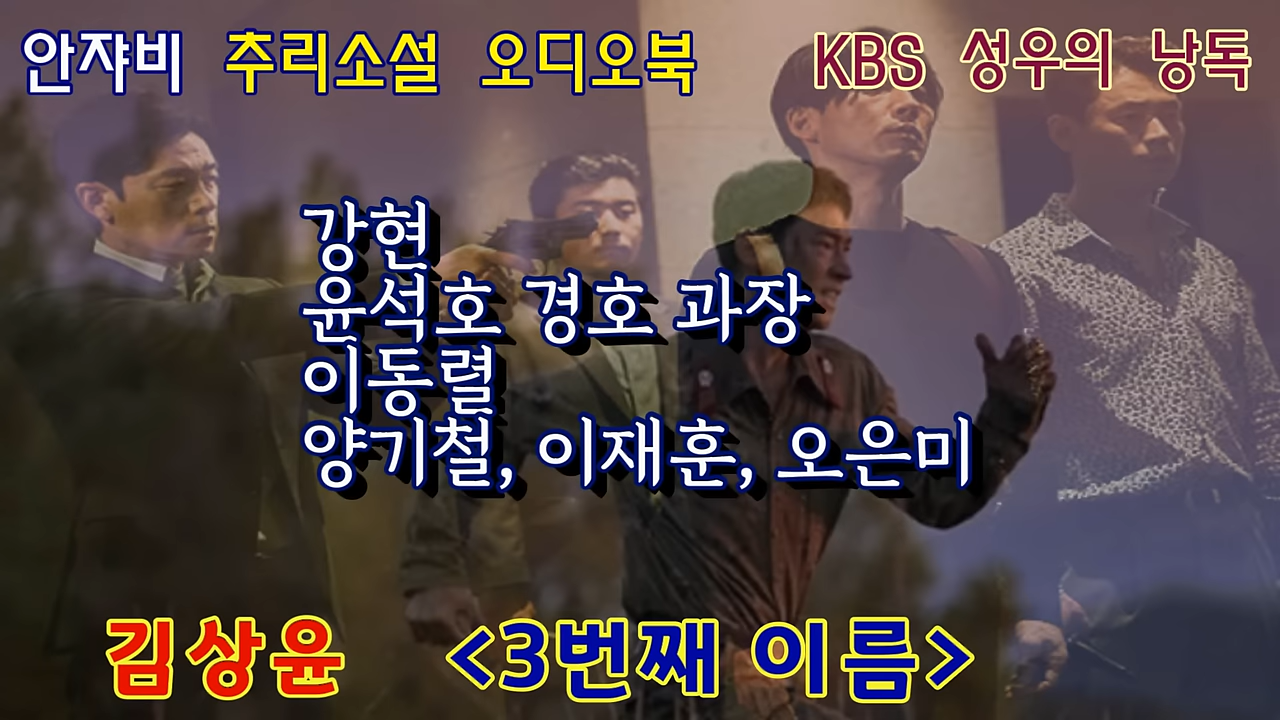 안쟈비 추리소설 오디오북 KBS 성우의 낭독
강현
윤석호 경호 과장
이동렬
양기철, 이재훈, 오은미
김상윤 <3번째 이름>